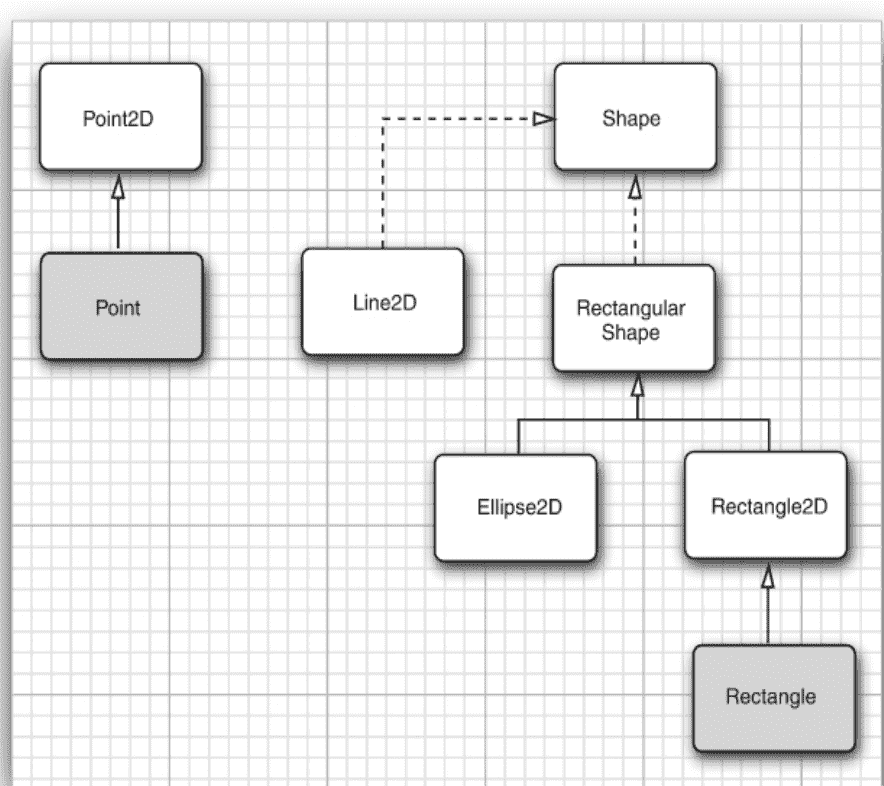 Point2D
Shape
Point
Line2D
Rectangular
Shape
Ellipse2D
Rectangle2D
Rectangle